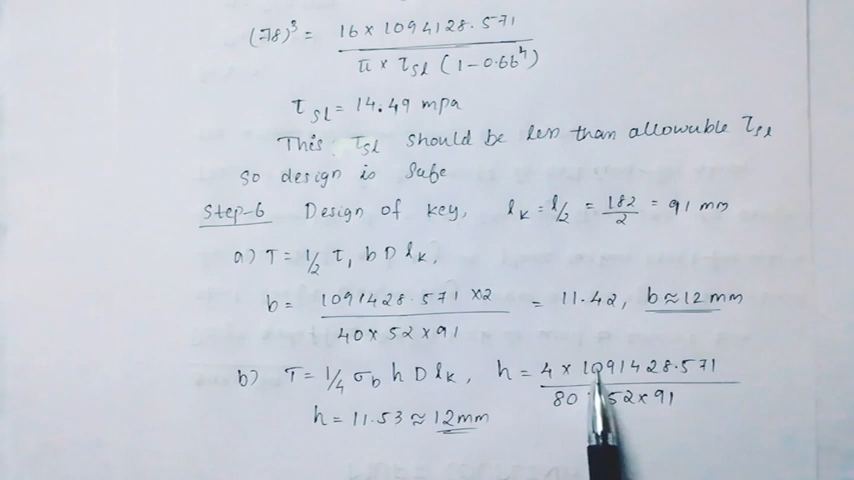 (78)³ = 16 x 1094128.571 / π x τsl (1-0.66⁴)
τsl = 14.49 mpa
This τsl should be less than allowable τsl
so design is safe
Step-6 Design of key, lk = l/2 = 182/2 = 91 mm
a) T = 1/2 τ, b D lk,
b = 1091428.571 x2 / 40 x 52 x 91 = 11.42, b ≈ 12 mm
b) T = 1/4 σb h D lk, h = 4 x 1091428.571 / 80 x 52 x 91
h = 11.53 ≈ 12mm